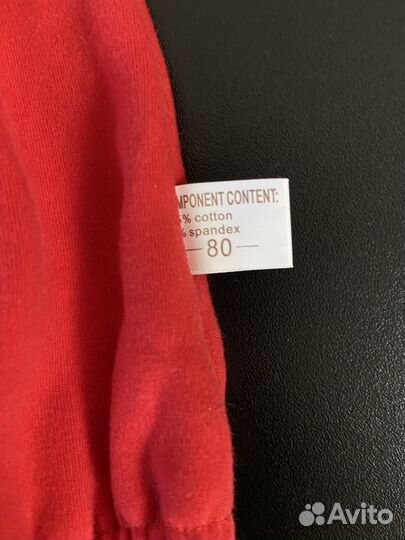 MPONENT CONTENT:
% cotton
% spandex
—80—
Avito